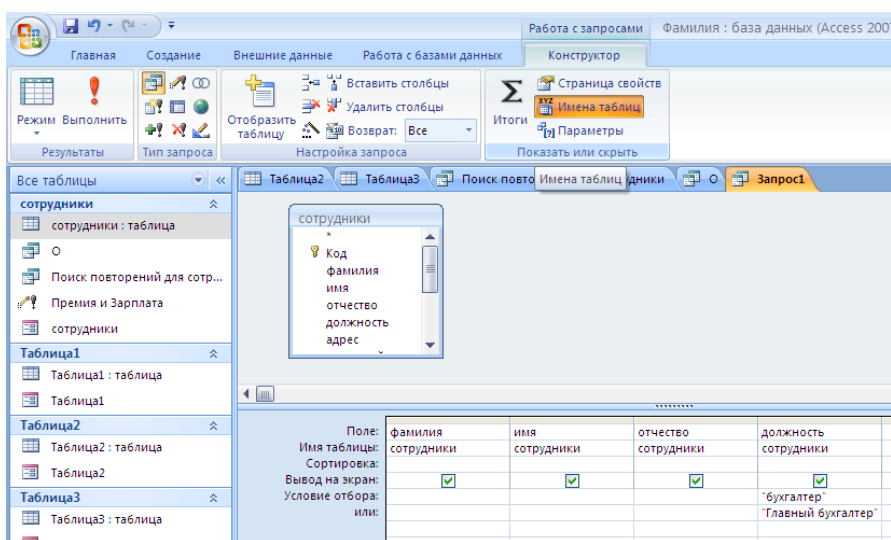 Работа с запросами Фамилия : база данных (Access 200
Главная Создание Внешние данные Работа с базами данных Конструктор
Режим Выполнить
Результаты
Тип запроса
Отобразить таблицу
Вставить столбцы
Удалить столбцы
Возврат: Все
Настройка запроса
Итоги
Страница свойств
XYZ Имена таблиц
Параметры
Показать или скрыть
Все таблицы
Таблица2 Таблица3 Поиск повто Имена таблиц дники О Запрос1
сотрудники
сотрудники : таблица
О
Поиск повторений для сотр...
Премия и Зарплата
сотрудники
Таблица1
Таблица1 : таблица
Таблица1
Таблица2
Таблица2 : таблица
Таблица2
Таблица3
Таблица3 : таблица
сотрудники
*
Код
фамилия
имя
отчество
должность
адрес
Поле: фамилия имя отчество должность
Имя таблицы: сотрудники сотрудники сотрудники сотрудники
Сортировка:
Вывод на экран:
Условие отбора: "бухгалтер"
или: "Главный бухгалтер"